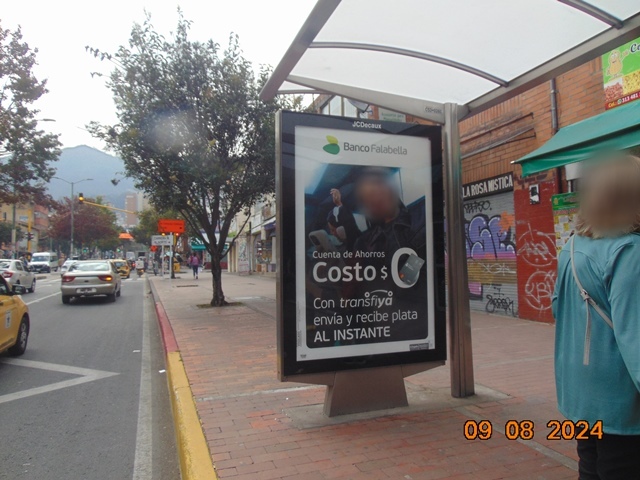 JCDecaux
Banco Falabella
Cuenta de Ahorros
Costo $0
Con transfiya
envía y recibe plata
AL INSTANTE
LA ROSA MISTICA
09 08 2024